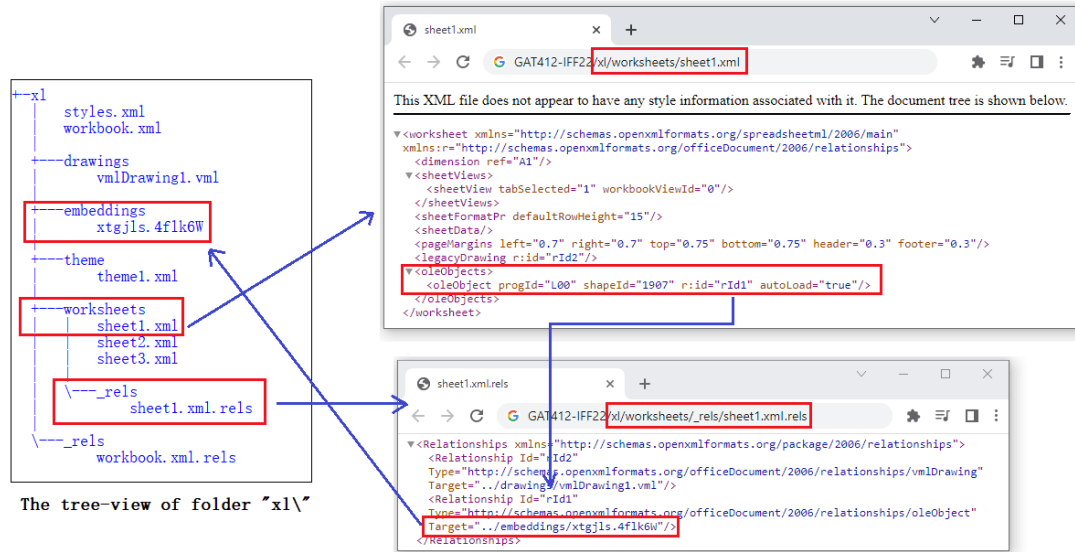 +-xl
styles.xml
workbook.xml
+---drawings
vmlDrawing1.vml
+---embeddings
xtgjls.4flk6W
+---theme
theme1.xml
+---worksheets
sheet1.xml
sheet2.xml
sheet3.xml
\---_rels
sheet1.xml.rels
\---_rels
workbook.xml.rels
The tree-view of folder "xl\"
sheet1.xml
GAT412-IFF22/xl/worksheets/sheet1.xml
This XML file does not appear to have any style information associated with it. The document tree is shown below.
▼<worksheet xmlns="http://schemas.openxmlformats.org/spreadsheetml/2006/main"
xmlns:r="http://schemas.openxmlformats.org/officeDocument/2006/relationships">
<dimension ref="A1"/>
▼<sheetViews>
<sheetView tabSelected="1" workbookViewId="0"/>
</sheetViews>
<sheetFormatPr defaultRowHeight="15"/>
<sheetData/>
<pageMargins left="0.7" right="0.7" top="0.75" bottom="0.75" header="0.3" footer="0.3"/>
<legacyDrawing r:id="rId2"/>
▼<oleObjects>
<oleObject progId="L00" shapeId="1907" r:id="rId1" autoLoad="true"/>
</oleObjects>
</worksheet>
sheet1.xml.rels
GAT412-IFF22/xl/worksheets/_rels/sheet1.xml.rels
▼<Relationships xmlns="http://schemas.openxmlformats.org/package/2006/relationships">
<Relationship Id="rId2"
Type="http://schemas.openxmlformats.org/officeDocument/2006/relationships/vmlDrawing"
Target="../drawings/vmlDrawing1.vml"/>
<Relationship Id="rId1"
Type="http://schemas.openxmlformats.org/officeDocument/2006/relationships/oleObject"
Target="../embeddings/xtgjls.4flk6W"/>
</Relationships>